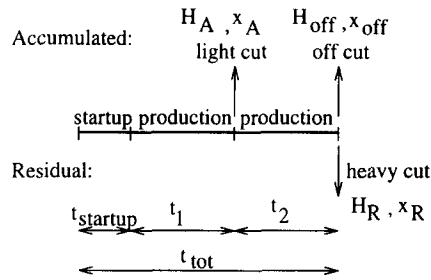 H_A , x_A H_off , x_off
Accumulated: light cut off cut
startup production production
Residual: heavy cut
t_startup t_1 t_2 H_R , x_R
t_tot